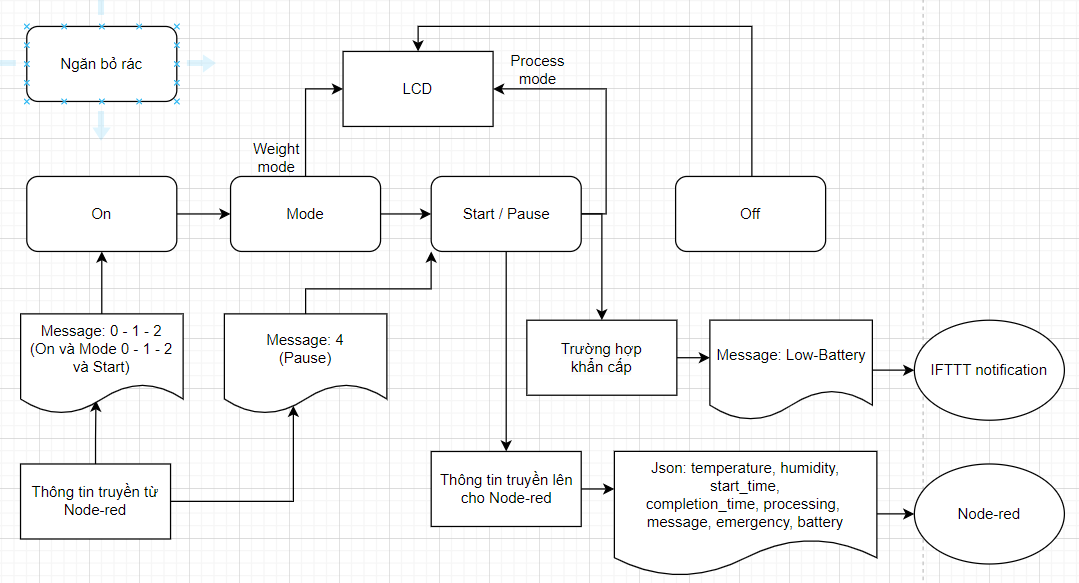 Ngăn bỏ rác
LCD
Process
mode
Weight
mode
On
Mode
Start / Pause
Off
Message: 0 - 1 - 2
(On và Mode 0 - 1 - 2
và Start)
Message: 4
(Pause)
Trường hợp
khẩn cấp
Message: Low-Battery
IFTTT notification
Thông tin truyền từ
Node-red
Thông tin truyền lên
cho Node-red
Json: temperature, humidity,
start_time,
completion_time, processing,
message, emergency, battery
Node-red